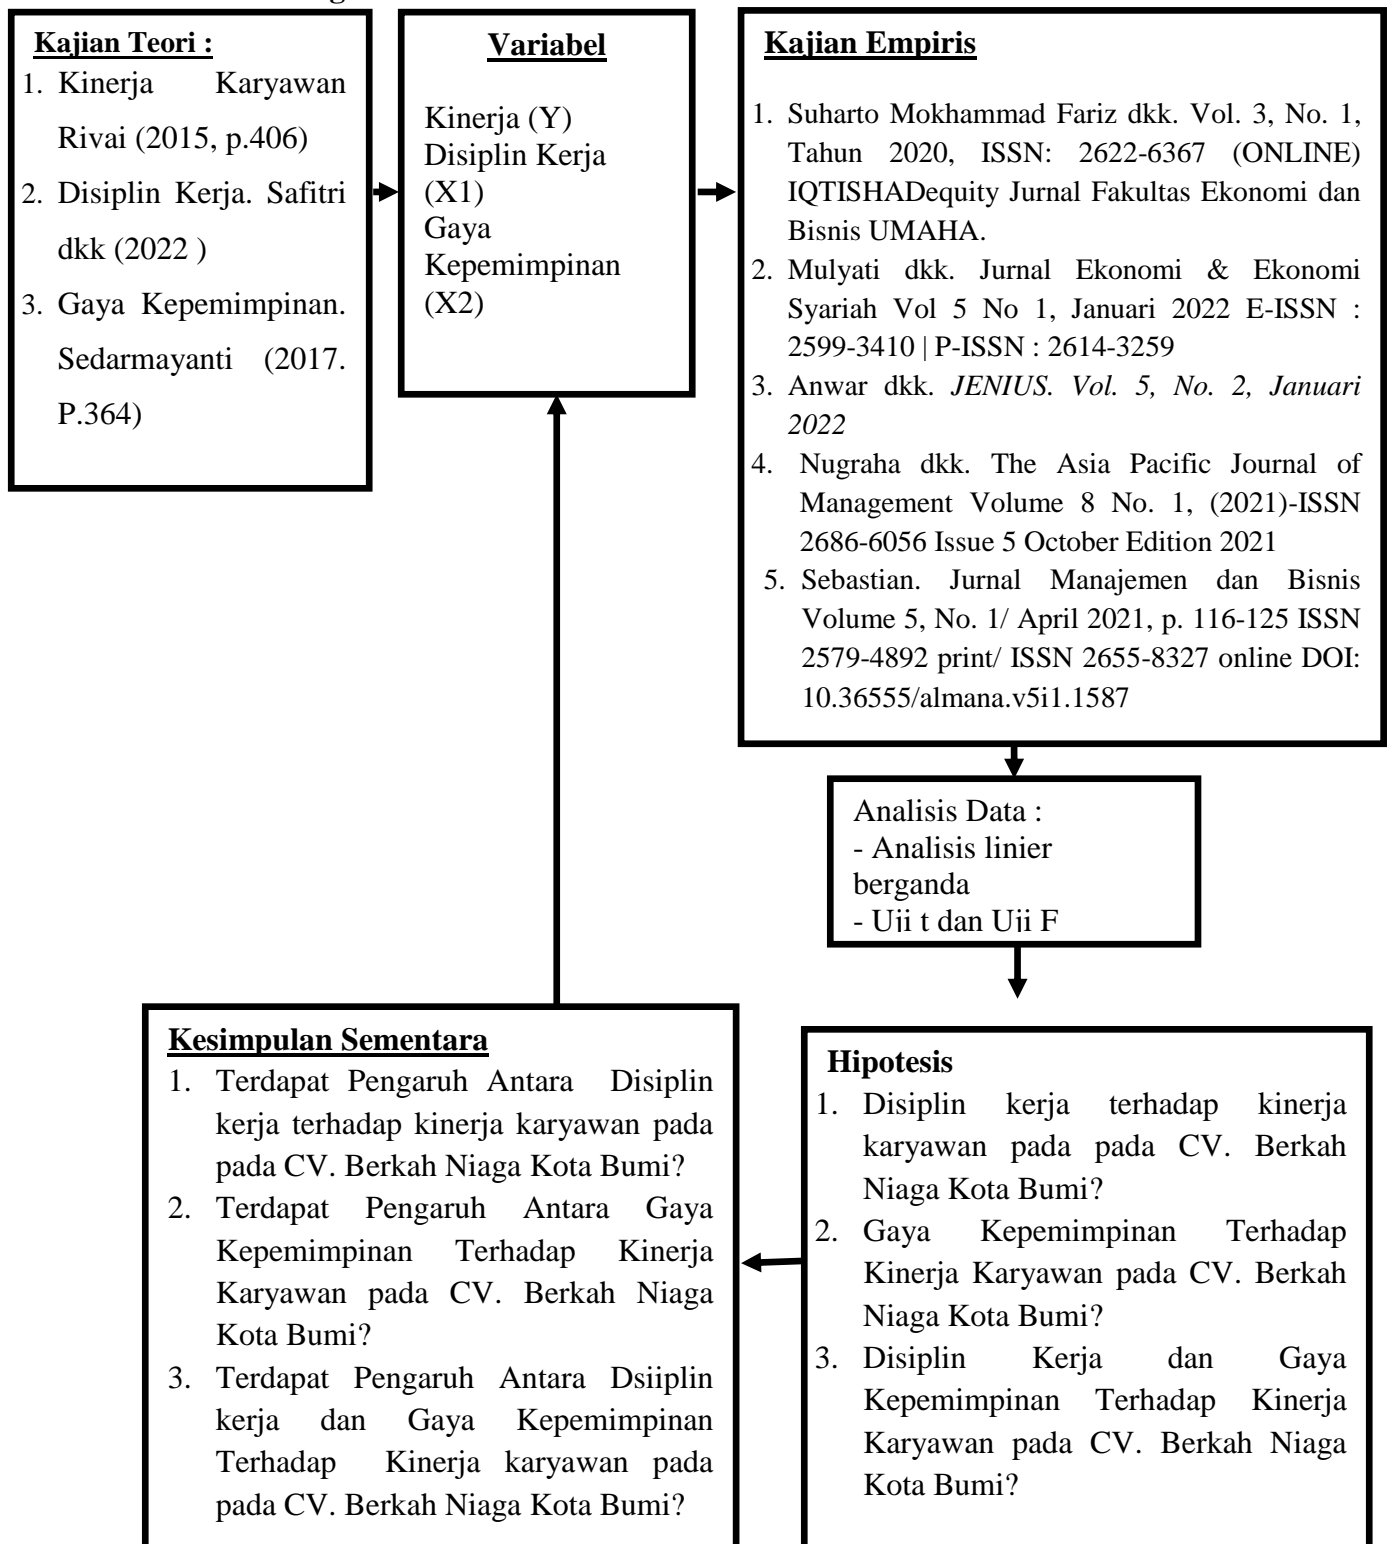 Kajian Teori :
1. Kinerja Karyawan
Rivai (2015, p.406)
2. Disiplin Kerja. Safitri
dkk (2022 )
3. Gaya Kepemimpinan.
Sedarmayanti (2017.
P.364)
Variabel
Kinerja (Y)
Disiplin Kerja
(X1)
Gaya
Kepemimpinan
(X2)
Kajian Empiris
1. Suharto Mokhammad Fariz dkk. Vol. 3, No. 1,
Tahun 2020, ISSN: 2622-6367 (ONLINE)
IQTISHADequity Jurnal Fakultas Ekonomi dan
Bisnis UMAHA.
2. Mulyati dkk. Jurnal Ekonomi & Ekonomi
Syariah Vol 5 No 1, Januari 2022 E-ISSN :
2599-3410 | P-ISSN : 2614-3259
3. Anwar dkk. JENIUS. Vol. 5, No. 2, Januari
2022
4. Nugraha dkk. The Asia Pacific Journal of
Management Volume 8 No. 1, (2021)-ISSN
2686-6056 Issue 5 October Edition 2021
5. Sebastian. Jurnal Manajemen dan Bisnis
Volume 5, No. 1/ April 2021, p. 116-125 ISSN
2579-4892 print/ ISSN 2655-8327 online DOI:
10.36555/almana.v5i1.1587
Analisis Data :
- Analisis linier
berganda
- Uji t dan Uji F
Hipotesis
1. Disiplin kerja terhadap kinerja
karyawan pada pada CV. Berkah
Niaga Kota Bumi?
2. Gaya Kepemimpinan Terhadap
Kinerja Karyawan pada CV. Berkah
Niaga Kota Bumi?
3. Disiplin Kerja dan Gaya
Kepemimpinan Terhadap Kinerja
Karyawan pada CV. Berkah Niaga
Kota Bumi?
Kesimpulan Sementara
1. Terdapat Pengaruh Antara Disiplin
kerja terhadap kinerja karyawan pada
pada CV. Berkah Niaga Kota Bumi?
2. Terdapat Pengaruh Antara Gaya
Kepemimpinan Terhadap Kinerja
Karyawan pada CV. Berkah Niaga
Kota Bumi?
3. Terdapat Pengaruh Antara Dsiiplin
kerja dan Gaya Kepemimpinan
Terhadap Kinerja karyawan pada
pada CV. Berkah Niaga Kota Bumi?